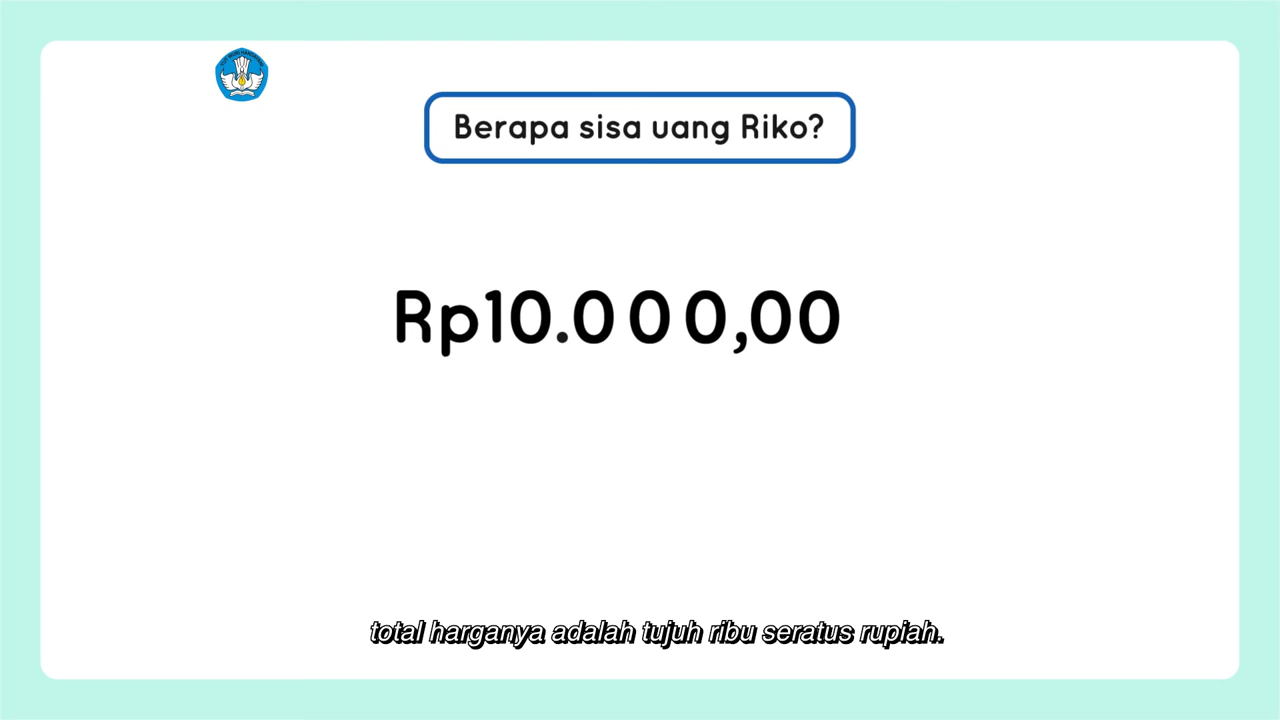 Berapa sisa uang Riko?
Rp10.000,00
total harganya adalah tujuh ribu seratus rupiah.